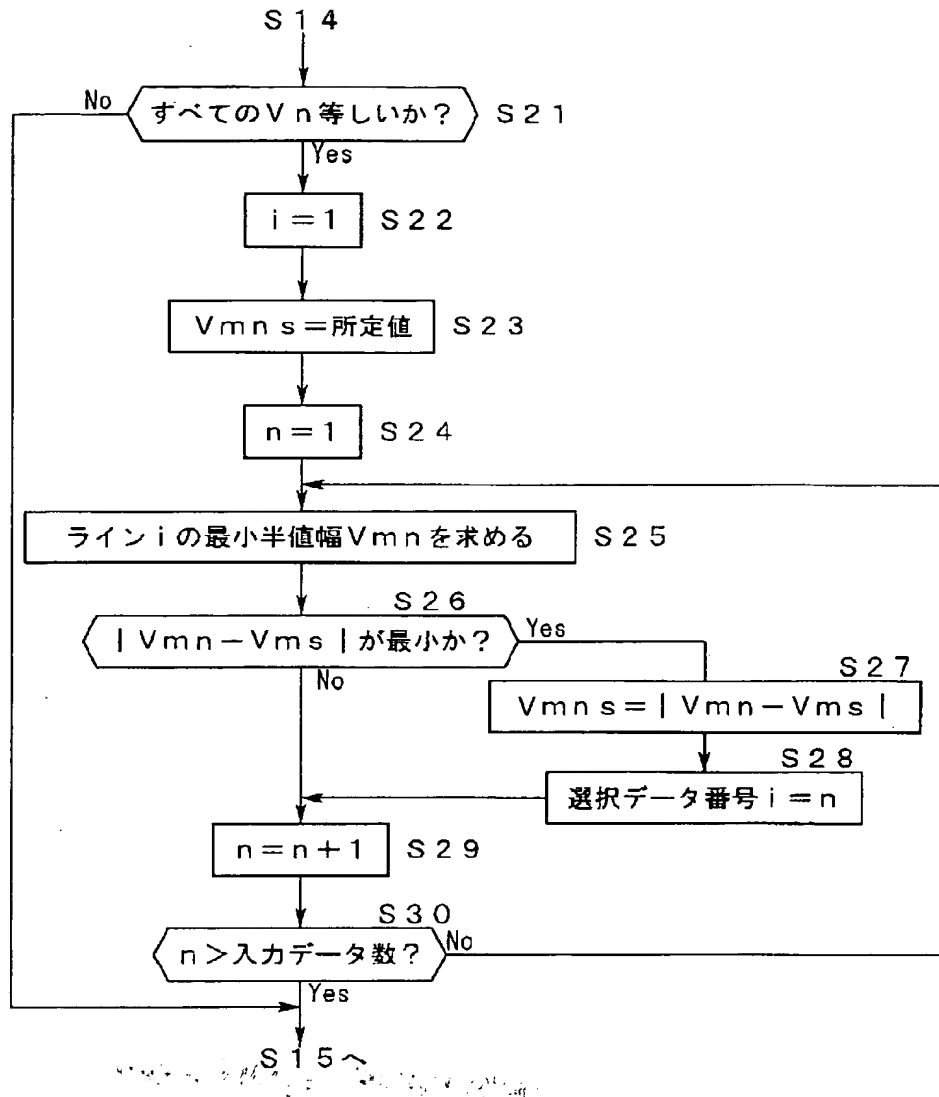 S14
No
すべてのVn等しいか？ S21
Yes
i＝1 S22
Vmns＝所定値 S23
n＝1 S24
ラインiの最小半値幅Vmnを求める S25
S26
｜Vmn－Vms｜が最小か？ Yes
No
S27
Vmns＝｜Vmn－Vms｜
S28
選択データ番号i＝n
n＝n＋1 S29
S30
n＞入力データ数？ No
Yes
S15へ